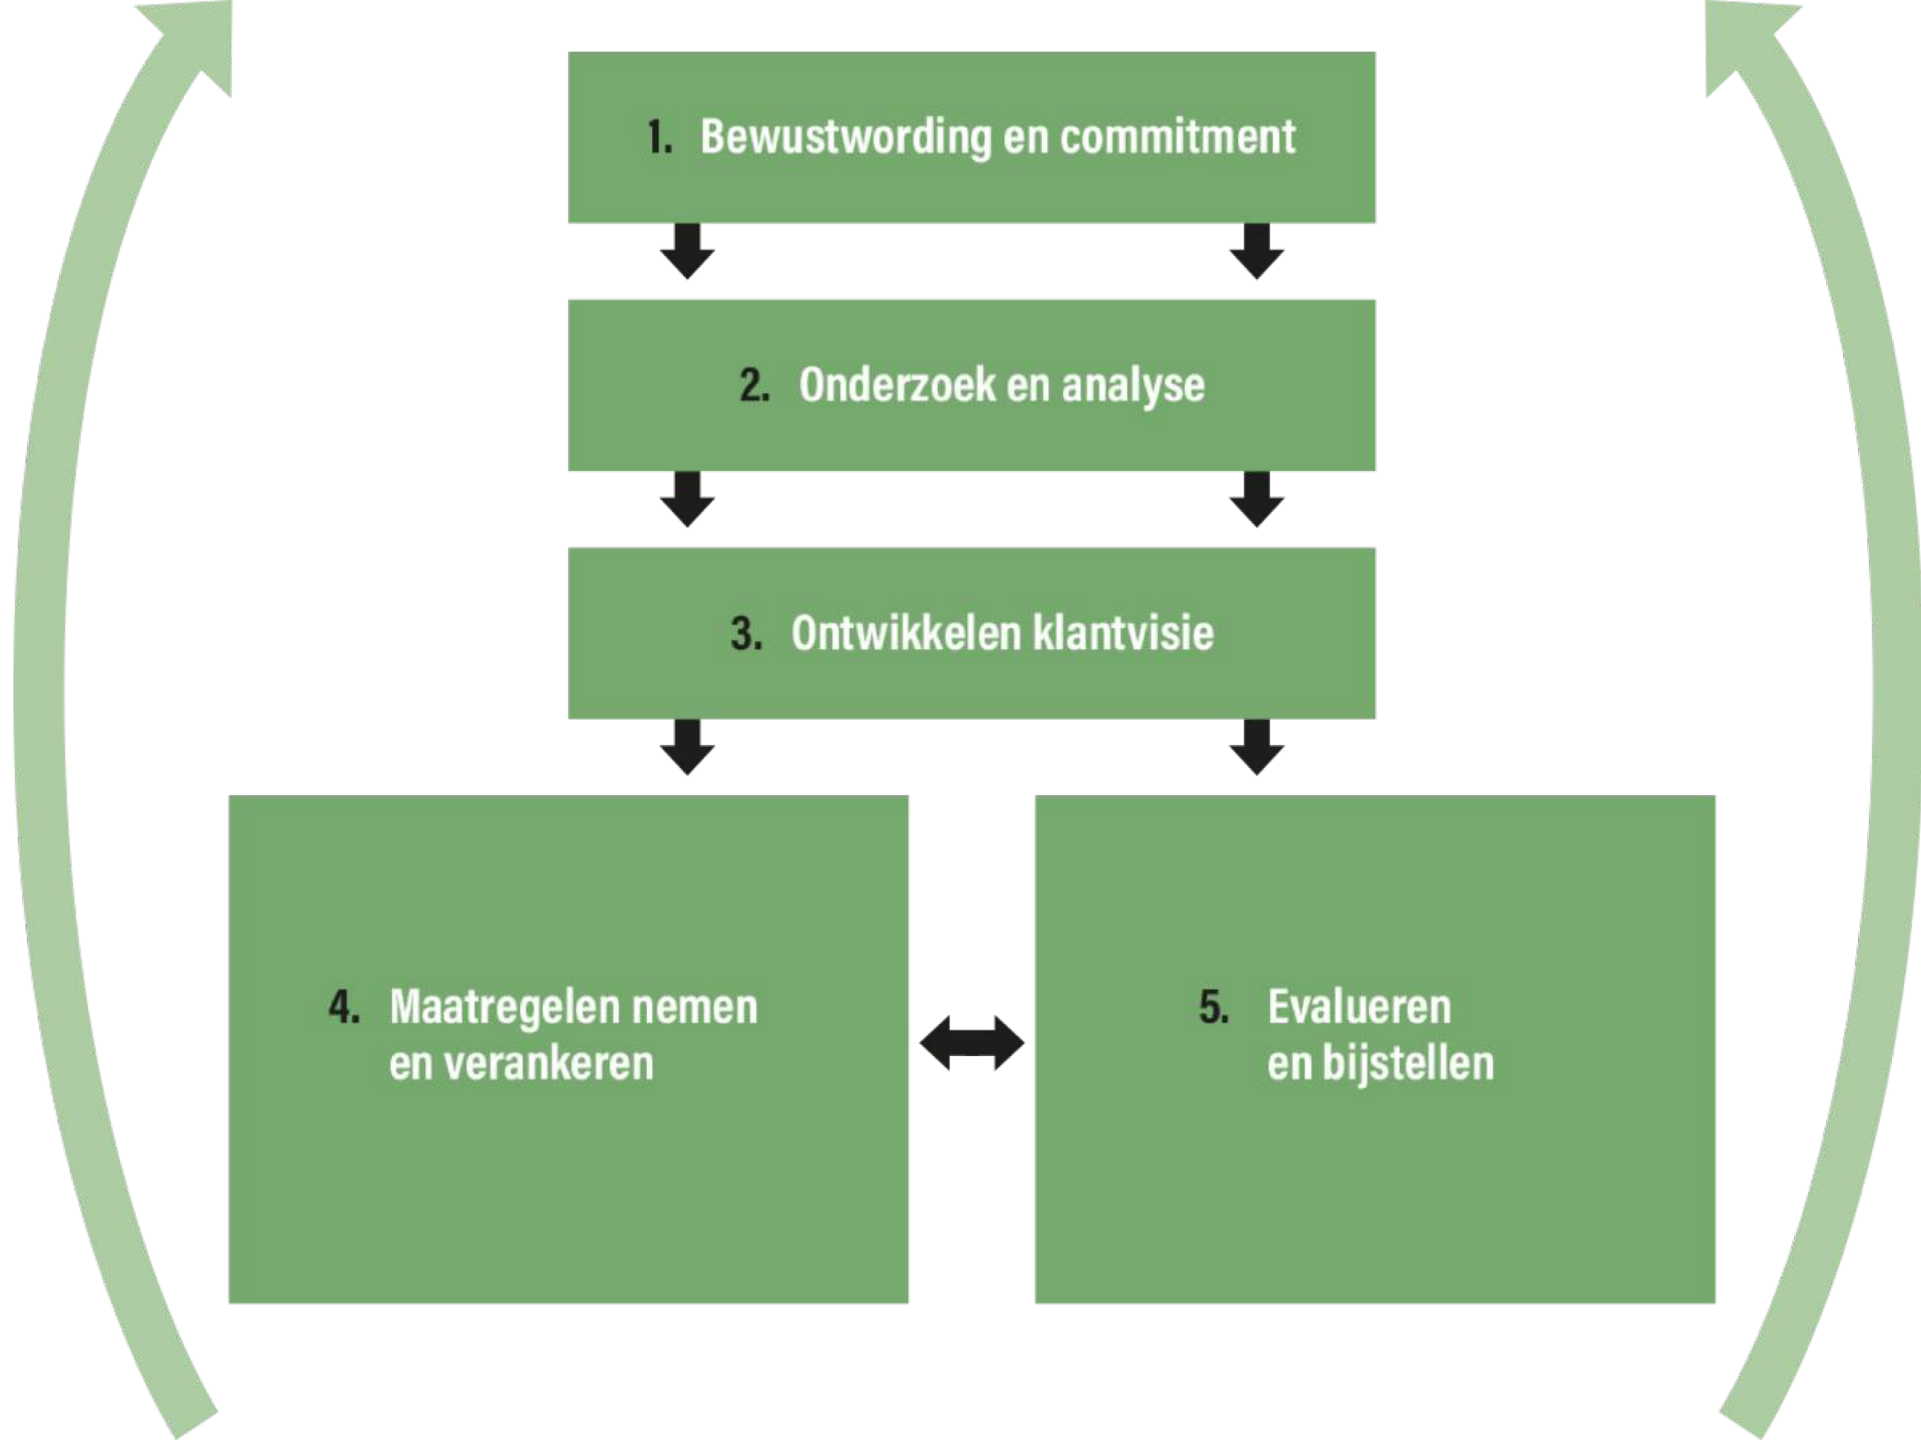 1. Bewustwording en commitment
2. Onderzoek en analyse
3. Ontwikkelen klantvisie
4. Maatregelen nemen
en verankeren
5. Evalueren
en bijstellen